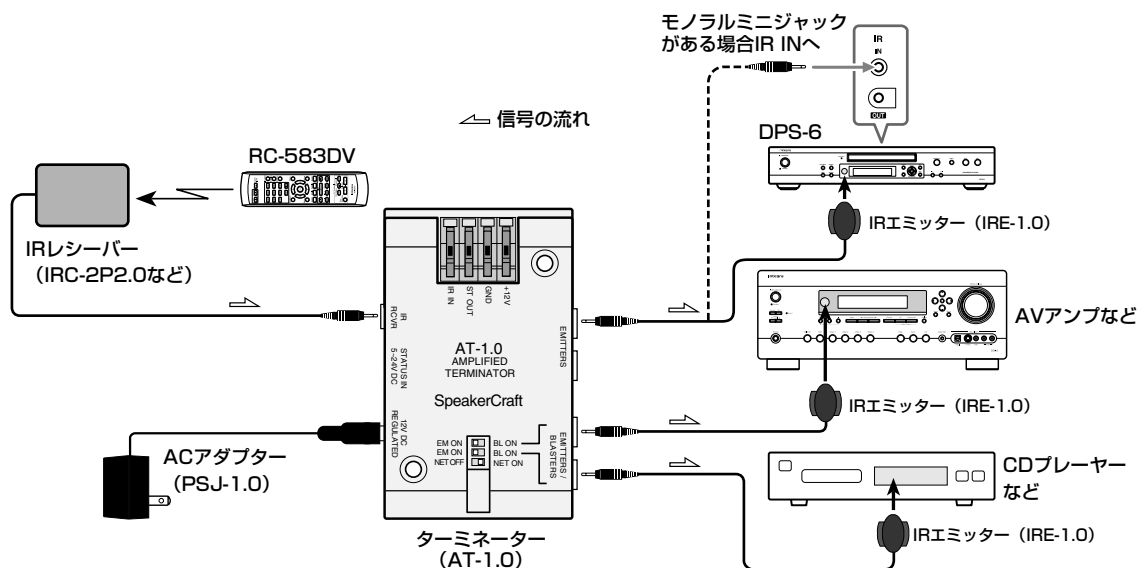 モノラルミニジャック
がある場合IR INへ
IR
IN
OUT
信号の流れ
DPS-6
RC-583DV
IRエミッター（IRE-1.0）
IRレシーバー
（IRC-2P2.0など）
IR IN
ST OUT
GND
+12V
IR
RCVR
EMITTERS
AVアンプなど
STATUS IN
5~24V DC
AT-1.0
AMPLIFIED
TERMINATOR
SpeakerCraft
IRエミッター（IRE-1.0）
12V DC
REGULATED
EM ON
BL ON
EM ON
BL ON
NET OFF
NET ON
EMITTERS /
BLASTERS
ACアダプター
（PSJ-1.0）
CDプレーヤー
など
ターミネーター
（AT-1.0）
IRエミッター（IRE-1.0）